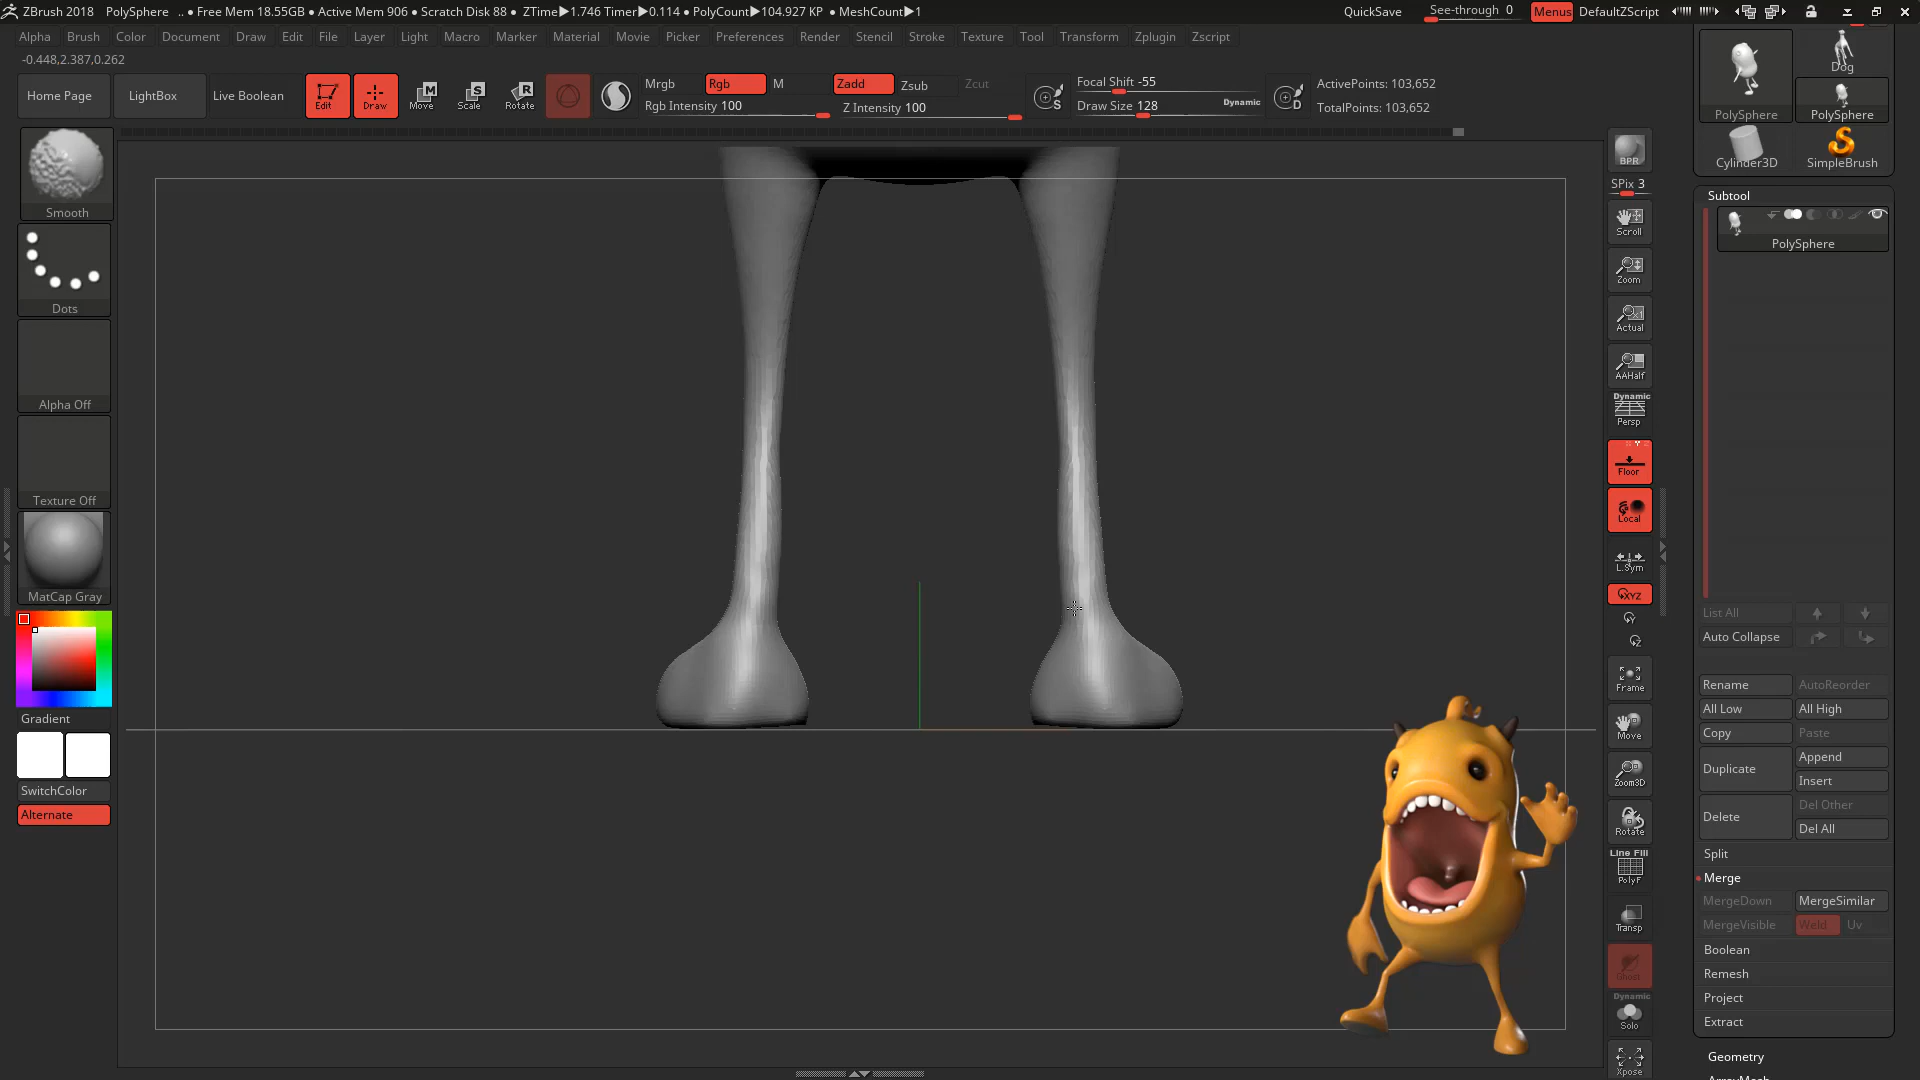 ZBrush 2018 PolySphere .. ● Free Mem 18.55GB ● Active Mem 906 ● Scratch Disk 88 ● ZTime▶1.746 Timer▶0.114 ● PolyCount▶104.927 KP ● MeshCount▶1 QuickSave See-through 0 Menus DefaultZScript
Alpha Brush Color Document Draw Edit File Layer Light Macro Marker Material Movie Picker Preferences Render Stencil Stroke Texture Tool Transform Zplugin Zscript
-0.448,2.387,0.262
Home Page LightBox Live Boolean Edit Draw Move Scale Rotate
Mrgb Rgb M Zadd Zsub Zcut
Rgb Intensity 100 Z Intensity 100
Focal Shift -55
Draw Size 128 Dynamic
ActivePoints: 103,652
TotalPoints: 103,652
Smooth
Dots
Alpha Off
Texture Off
MatCap Gray
Gradient
SwitchColor
Alternate
BPR
SPix 3
Scroll
Zoom
Actual
AAHalf
Dynamic
Persp
Floor
Local
L.Sym
XYZ
Frame
Move
Zoom3D
Rotate
Line Fill
PolyF
Transp
Ghost
Dynamic
Solo
Xpose
Dog
PolySphere PolySphere
Cylinder3D SimpleBrush
Subtool
PolySphere
List All
Auto Collapse
Rename AutoReorder
All Low All High
Copy Paste
Duplicate Append
Insert
Delete Del Other
Del All
Split
Merge
MergeDown MergeSimilar
MergeVisible Weld Uv
Boolean
Remesh
Project
Extract
Geometry